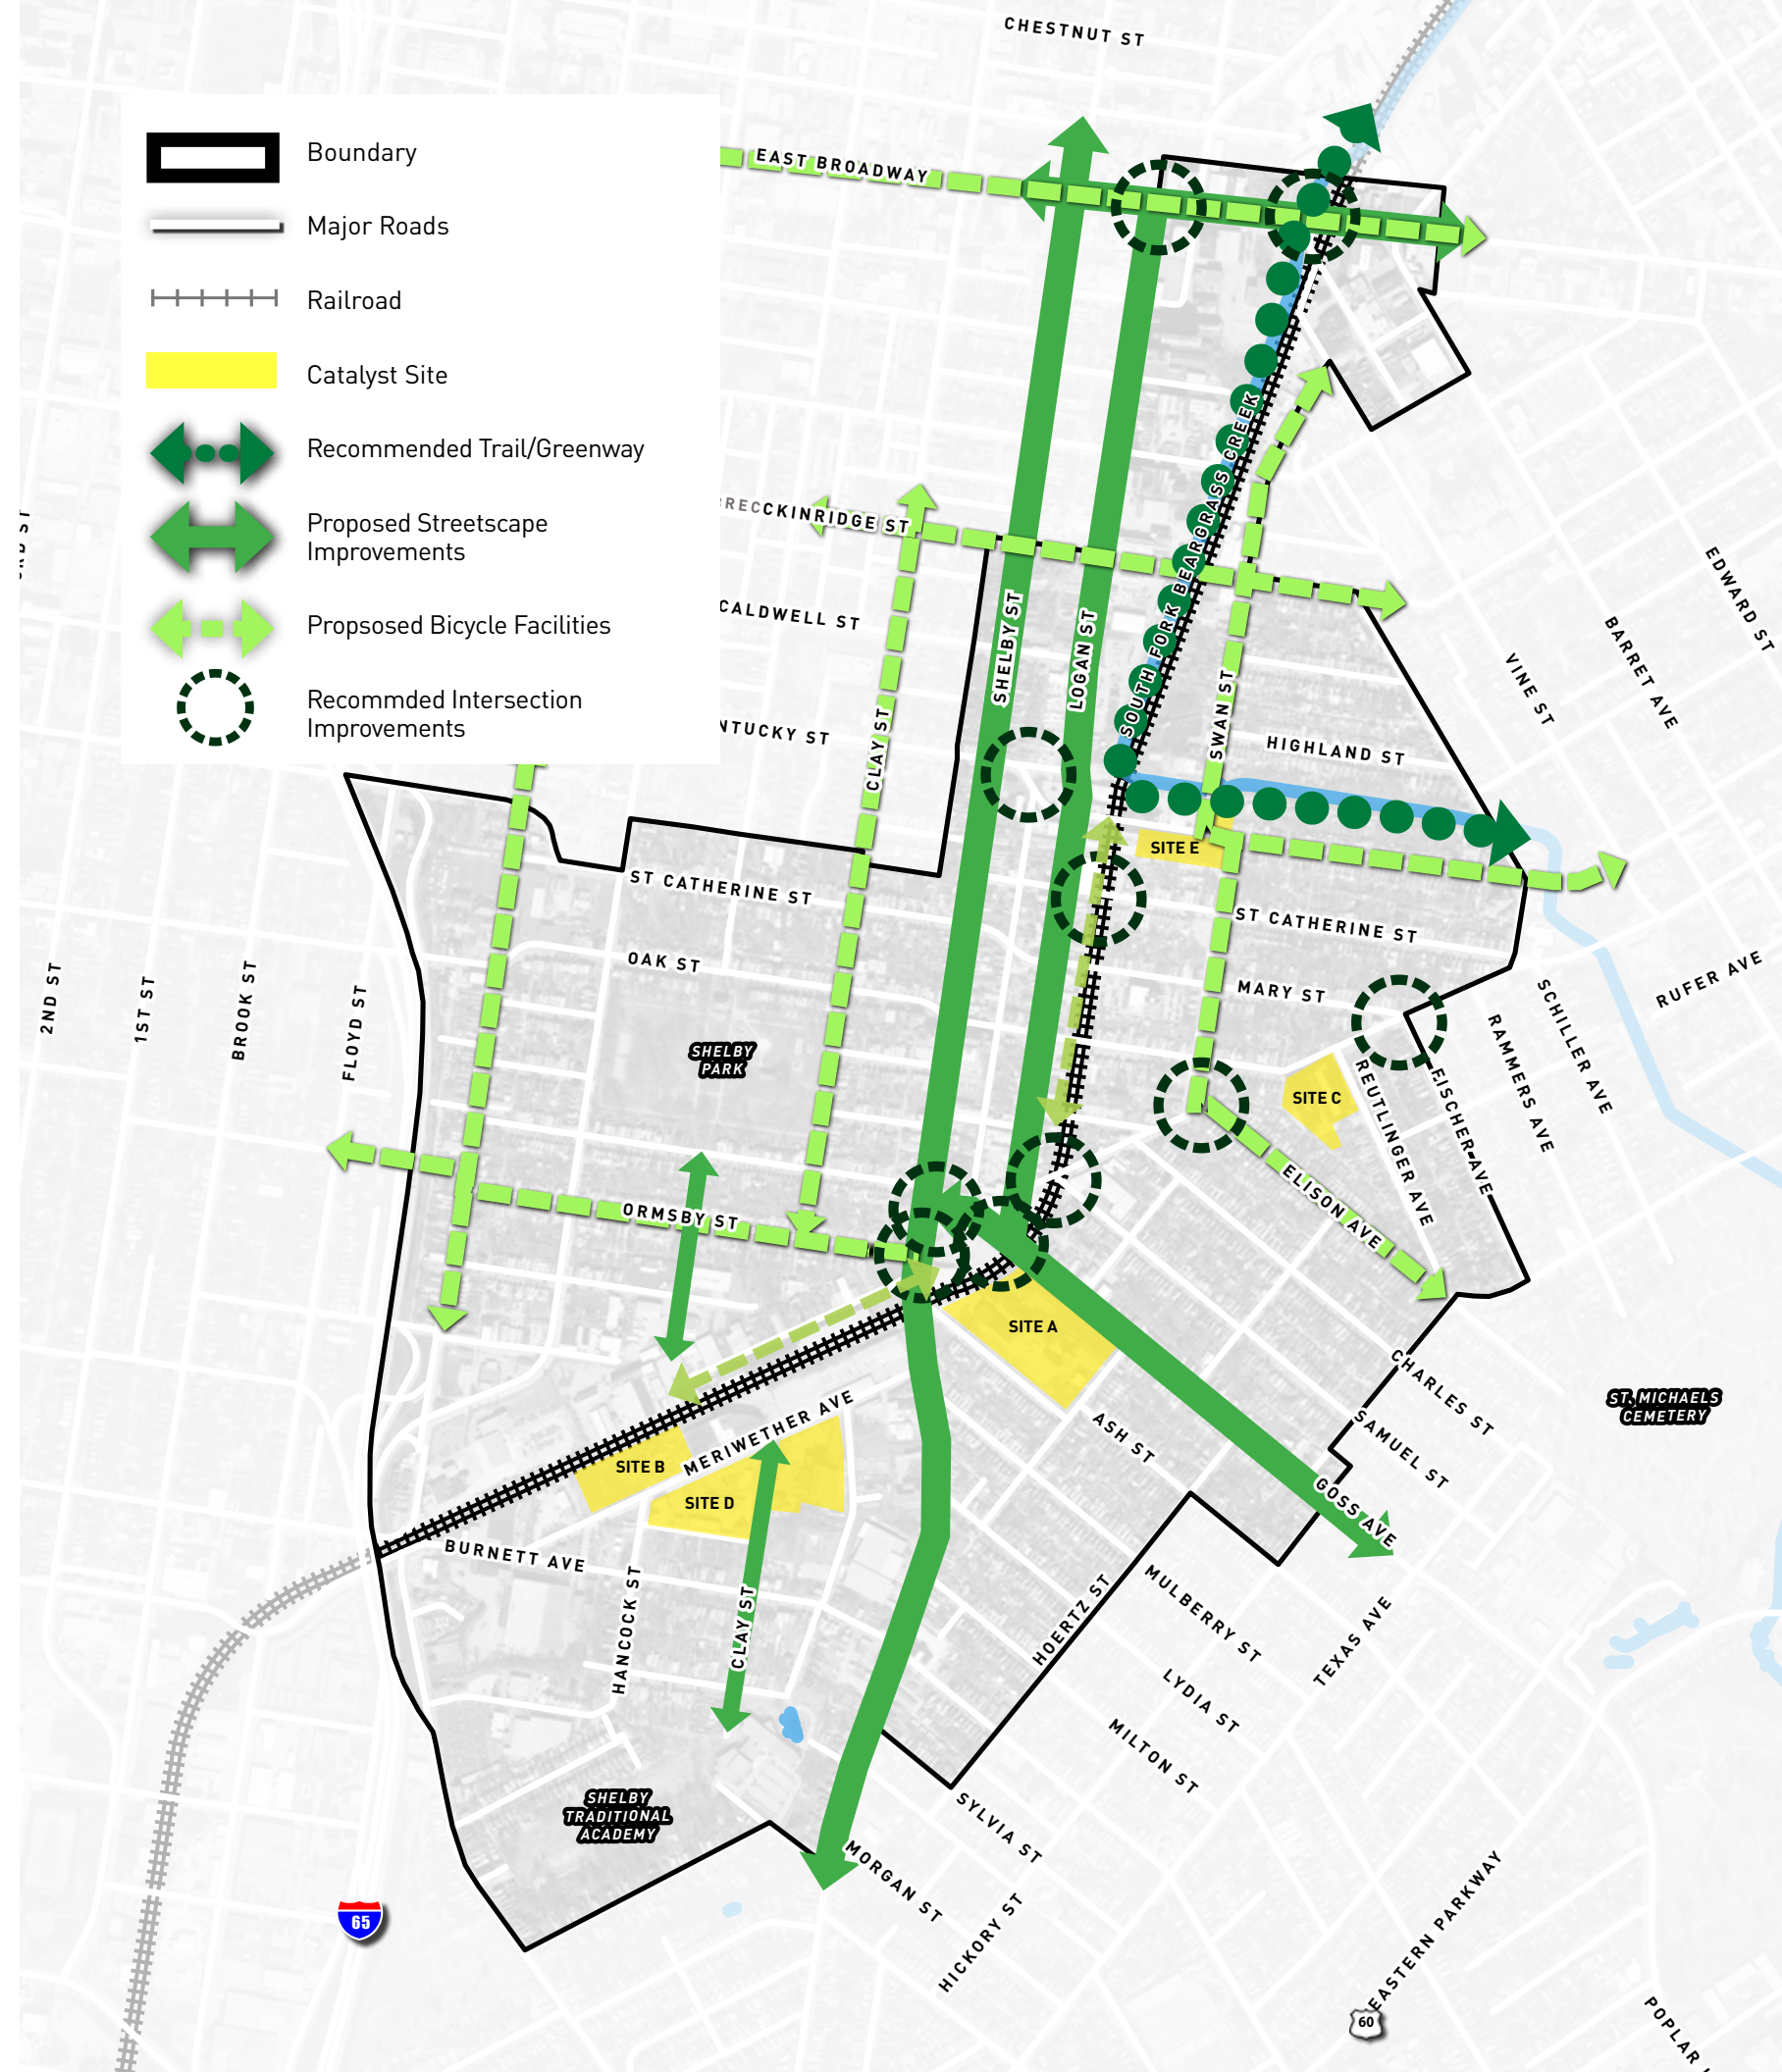 CHESTNUT ST
Boundary
Major Roads
Railroad
Catalyst Site
Recommended Trail/Greenway
Proposed Streetscape
Improvements
Propsosed Bicycle Facilities
Recommded Intersection
Improvements
EAST BROADWAY
BRECCKINRIDGE ST
CALDWELL ST
NTUCKY ST
CLAY ST
SHELBY ST
LOGAN ST
SOUTH FORK BEARGRASS CREEK
SWAN ST
HIGHLAND ST
EDWARD ST
BARRET AVE
VINE ST
SITE E
ST CATHERINE ST
ST CATHERINE ST
OAK ST
MARY ST
2ND ST
1ST ST
BROOK ST
FLOYD ST
SHELBY
PARK
RUFER AVE
SCHILLER AVE
RAMMERS AVE
FISCHER AVE
REUTLINGER AVE
SITE C
ELISON AVE
ORMSBY ST
SITE A
CHARLES ST
SAMUEL ST
ST. MICHAELS
CEMETERY
ASH ST
GOSS AVE
MERIWETHER AVE
SITE B
SITE D
BURNETT AVE
HANCOCK ST
CLAY ST
HOERTZ ST
MULBERRY ST
TEXAS AVE
LYDIA ST
MILTON ST
SHELBY
TRADITIONAL
ACADEMY
SYLVIA ST
MORGAN ST
HICKORY ST
65
EASTERN PARKWAY
60
POPLAR